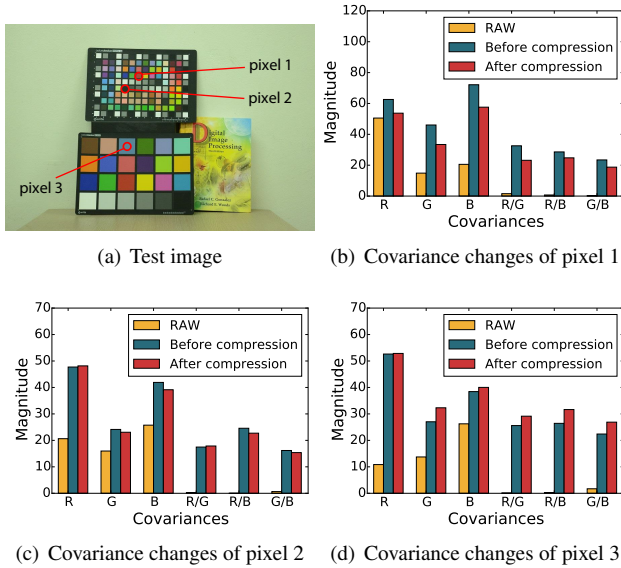 pixel 1
pixel 2
pixel 3
Digital
Image
Processing
(a) Test image
120
100
80
60
40
20
0
Magnitude
RAW
Before compression
After compression
R G B R/G R/B G/B
Covariances
(b) Covariance changes of pixel 1
70
60
50
40
30
20
10
0
Magnitude
RAW
Before compression
After compression
R G B R/G R/B G/B
Covariances
(c) Covariance changes of pixel 2
70
60
50
40
30
20
10
0
Magnitude
RAW
Before compression
After compression
R G B R/G R/B G/B
Covariances
(d) Covariance changes of pixel 3